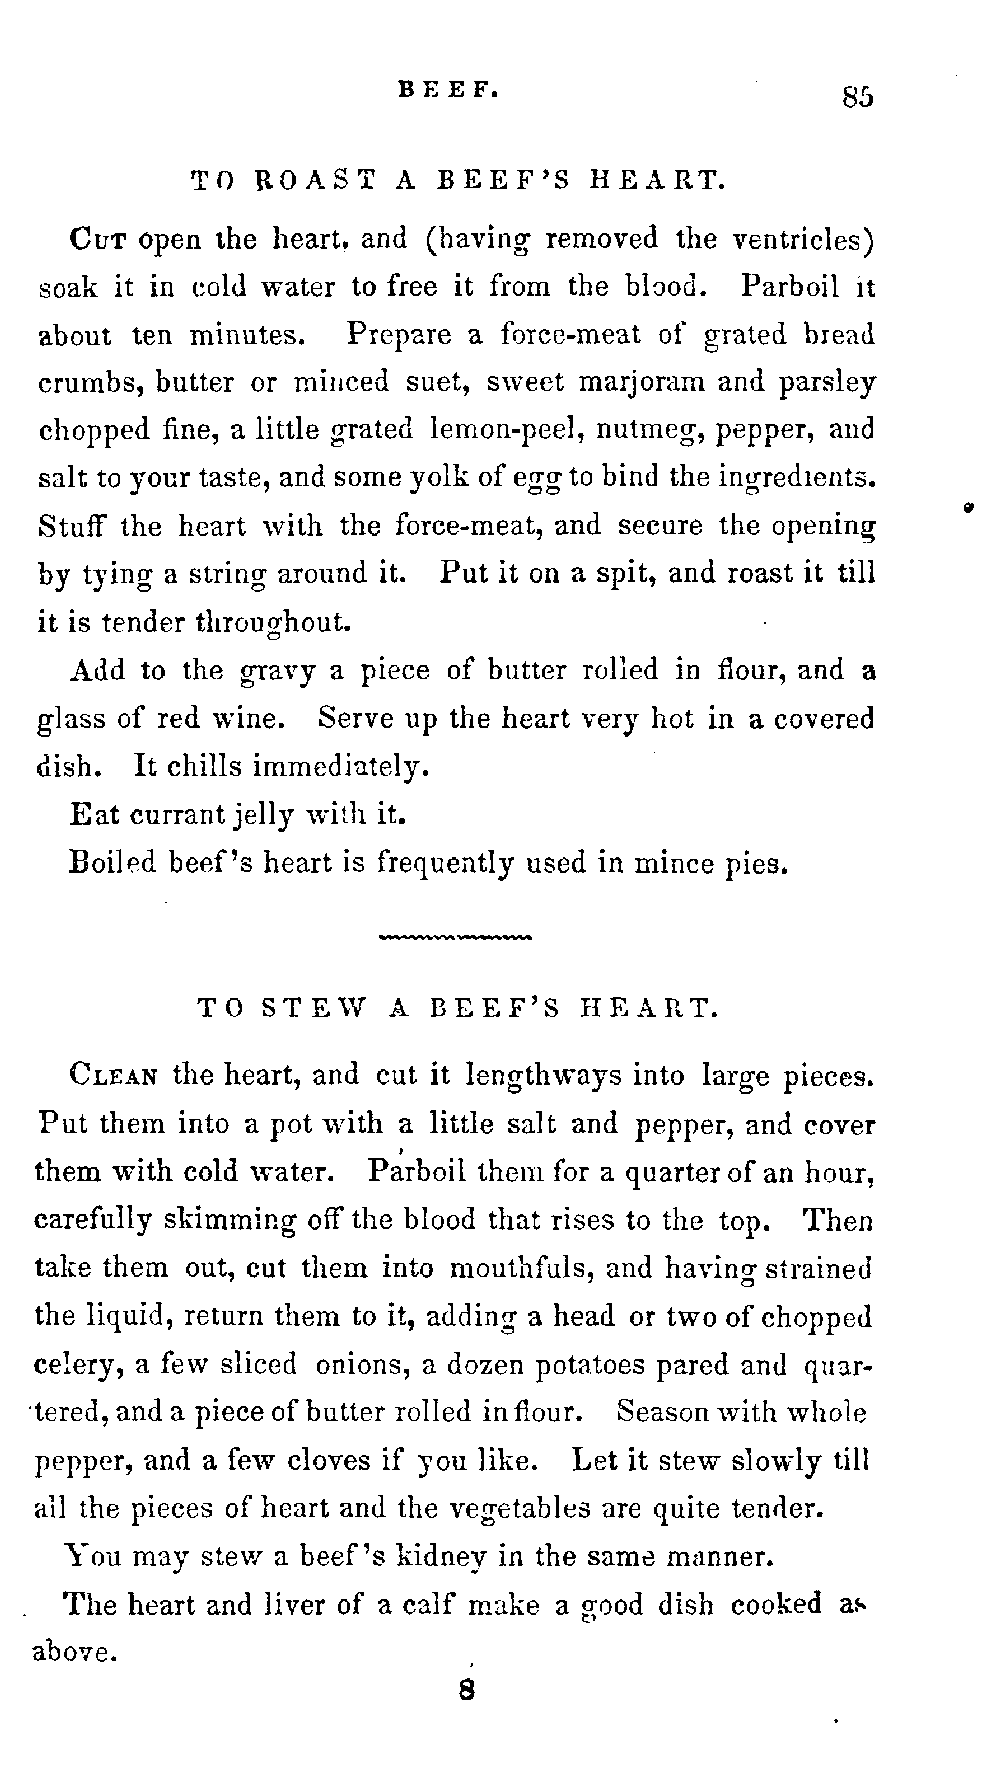 BEEF.
85
TO ROAST A BEEF'S HEART.
CUT open the heart, and (having removed the ventricles)
soak it in cold water to free it from the blood. Parboil it
about ten minutes. Prepare a force-meat of grated bread
crumbs, butter or minced suet, sweet marjoram and parsley
chopped fine, a little grated lemon-peel, nutmeg, pepper, and
salt to your taste, and some yolk of egg to bind the ingredients.
Stuff the heart with the force-meat, and secure the opening
by tying a string around it. Put it on a spit, and roast it till
it is tender throughout.
Add to the gravy a piece of butter rolled in flour, and a
glass of red wine. Serve up the heart very hot in a covered
dish. It chills immediately.
Eat currant jelly with it.
Boiled beef's heart is frequently used in mince pies.
TO STEW A BEEF'S HEART.
CLEAN the heart, and cut it lengthways into large pieces.
Put them into a pot with a little salt and pepper, and cover
them with cold water. Parboil them for a quarter of an hour,
carefully skimming off the blood that rises to the top. Then
take them out, cut them into mouthfuls, and having strained
the liquid, return them to it, adding a head or two of chopped
celery, a few sliced onions, a dozen potatoes pared and quar-
tered, and a piece of butter rolled in flour. Season with whole
pepper, and a few cloves if you like. Let it stew slowly till
all the pieces of heart and the vegetables are quite tender.
You may stew a beef's kidney in the same manner.
The heart and liver of a calf make a good dish cooked as
above.
8